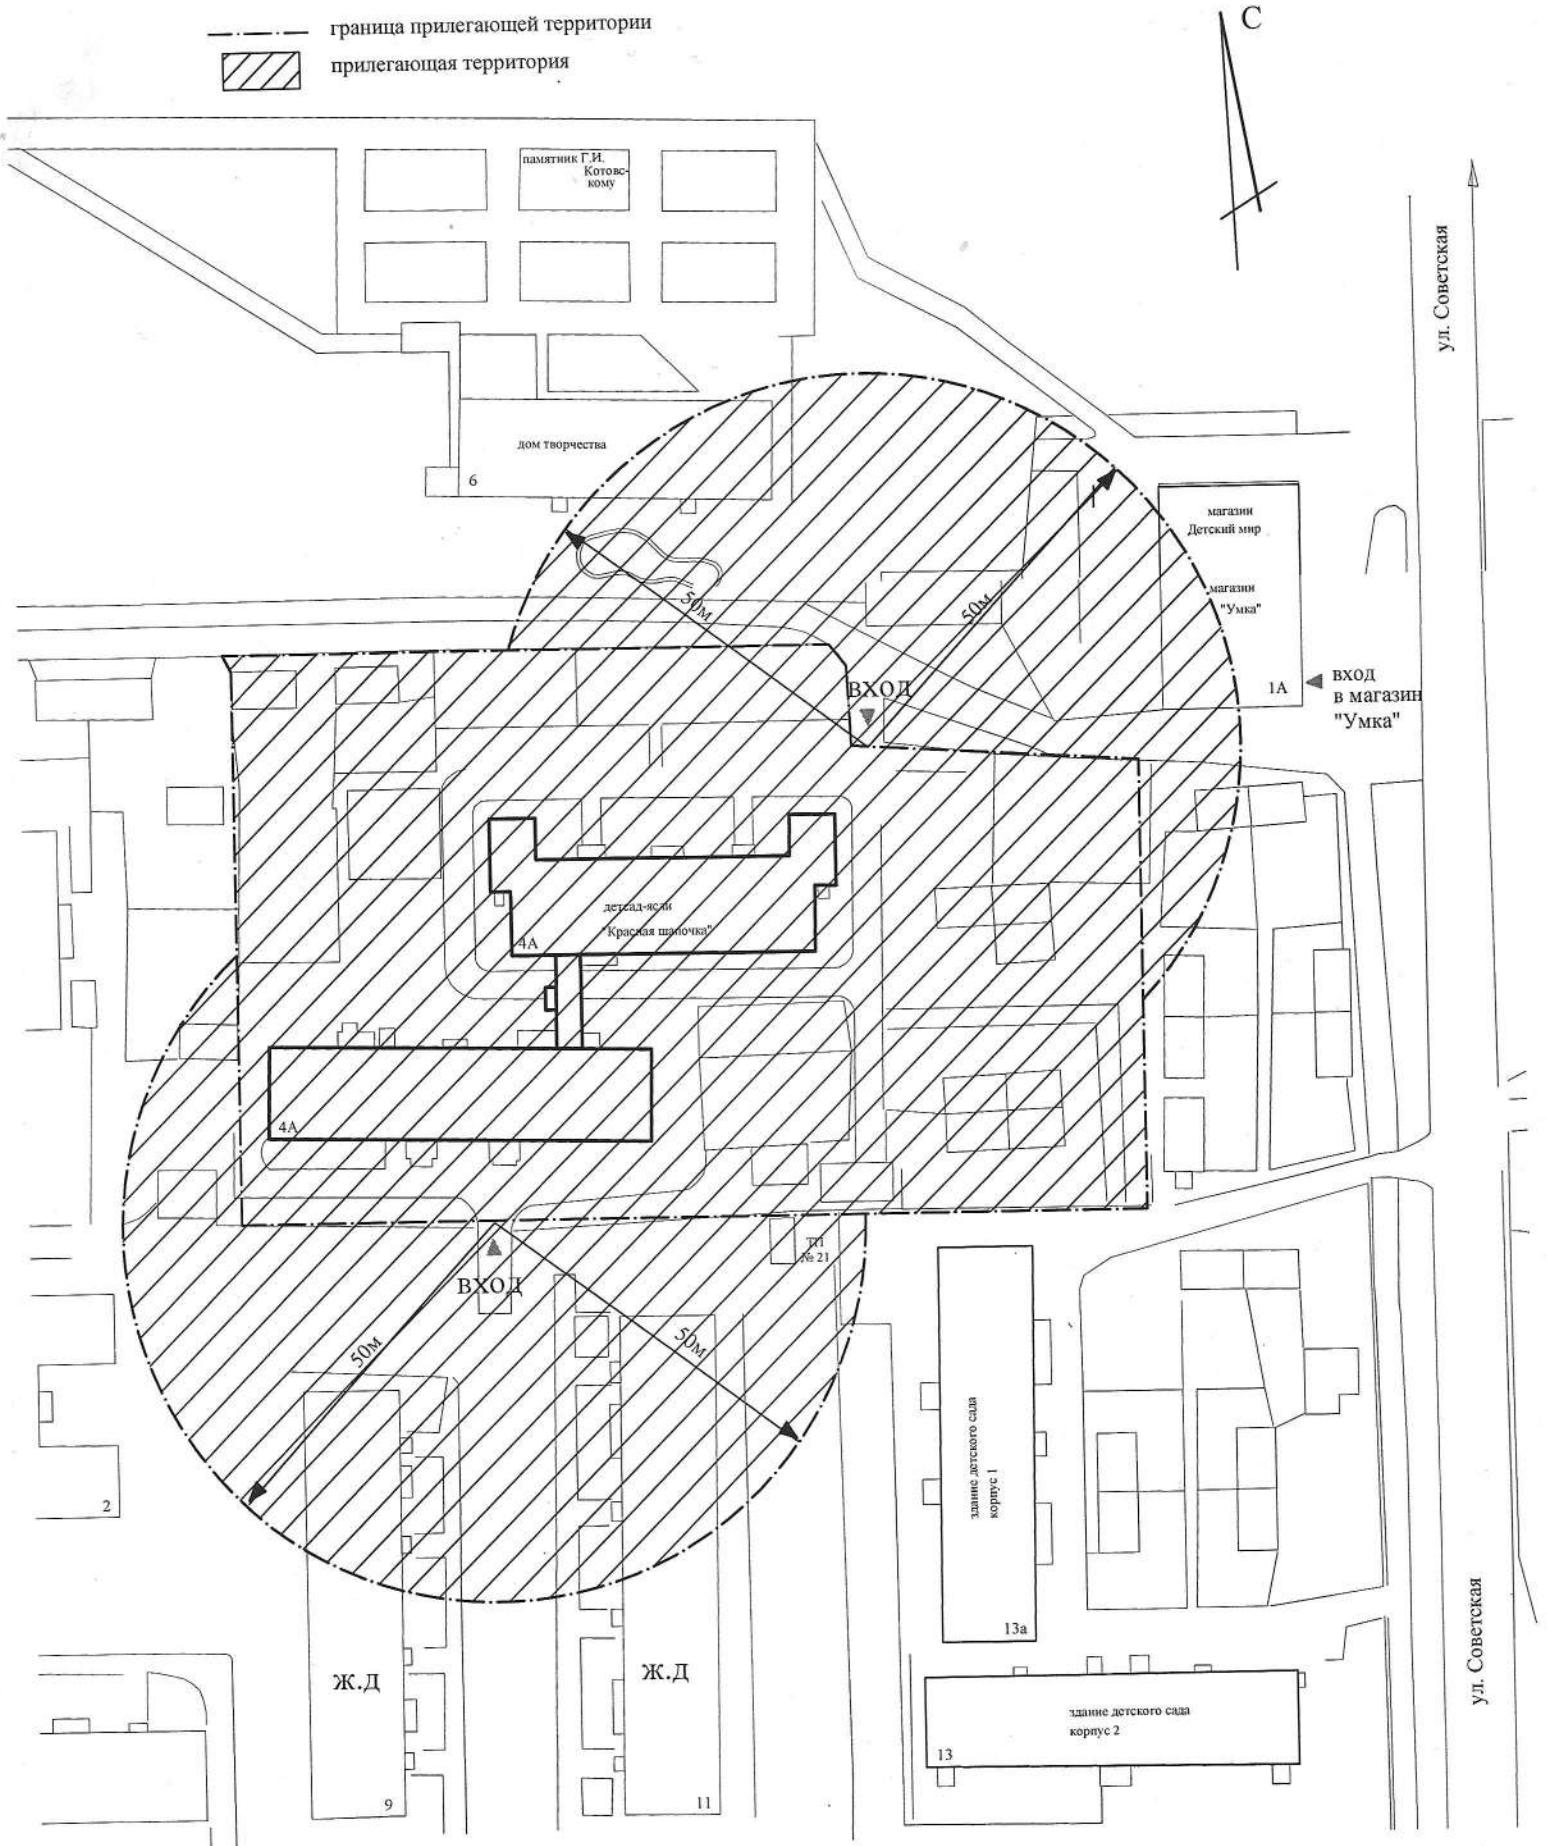 граница прилегающей территории
прилегающая территория
С
памятник Г.И.
Котовс-
кому
ул. Советская
дом творчества
6
магазин
Детский мир
магазин
"Умка"
1А
вход
в магазин
"Умка"
50м
50м
ВХОД
детсад-ясли
"Красная шапочка"
4А
4А
ТП
№ 21
ВХОД
50м
50м
2
здание детского сада
корпус 1
13а
ул. Советская
Ж.Д
Ж.Д
здание детского сада
корпус 2
13
9
11